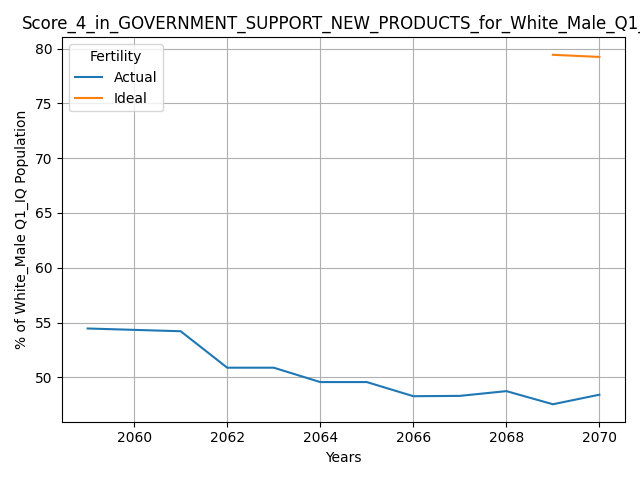 Score_4_in_GOVERNMENT_SUPPORT_NEW_PRODUCTS_for_White_Male_Q1_
Fertility
Actual
Ideal
% of White_Male Q1_IQ Population
80
75
70
65
60
55
50
2060 2062 2064 2066 2068 2070
Years